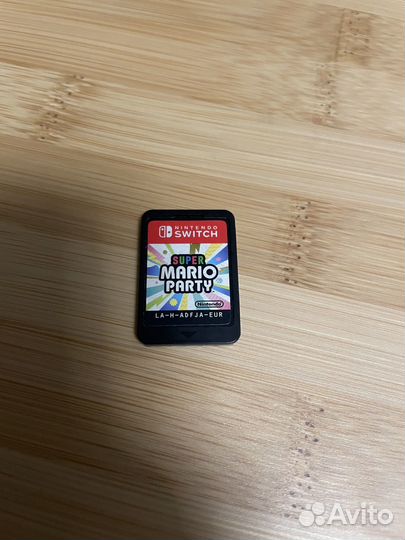 NINTENDO
SWITCH
SUPER
MARIO
PARTY
Nintendo
LA-H-ADFJA-EUR
Avito